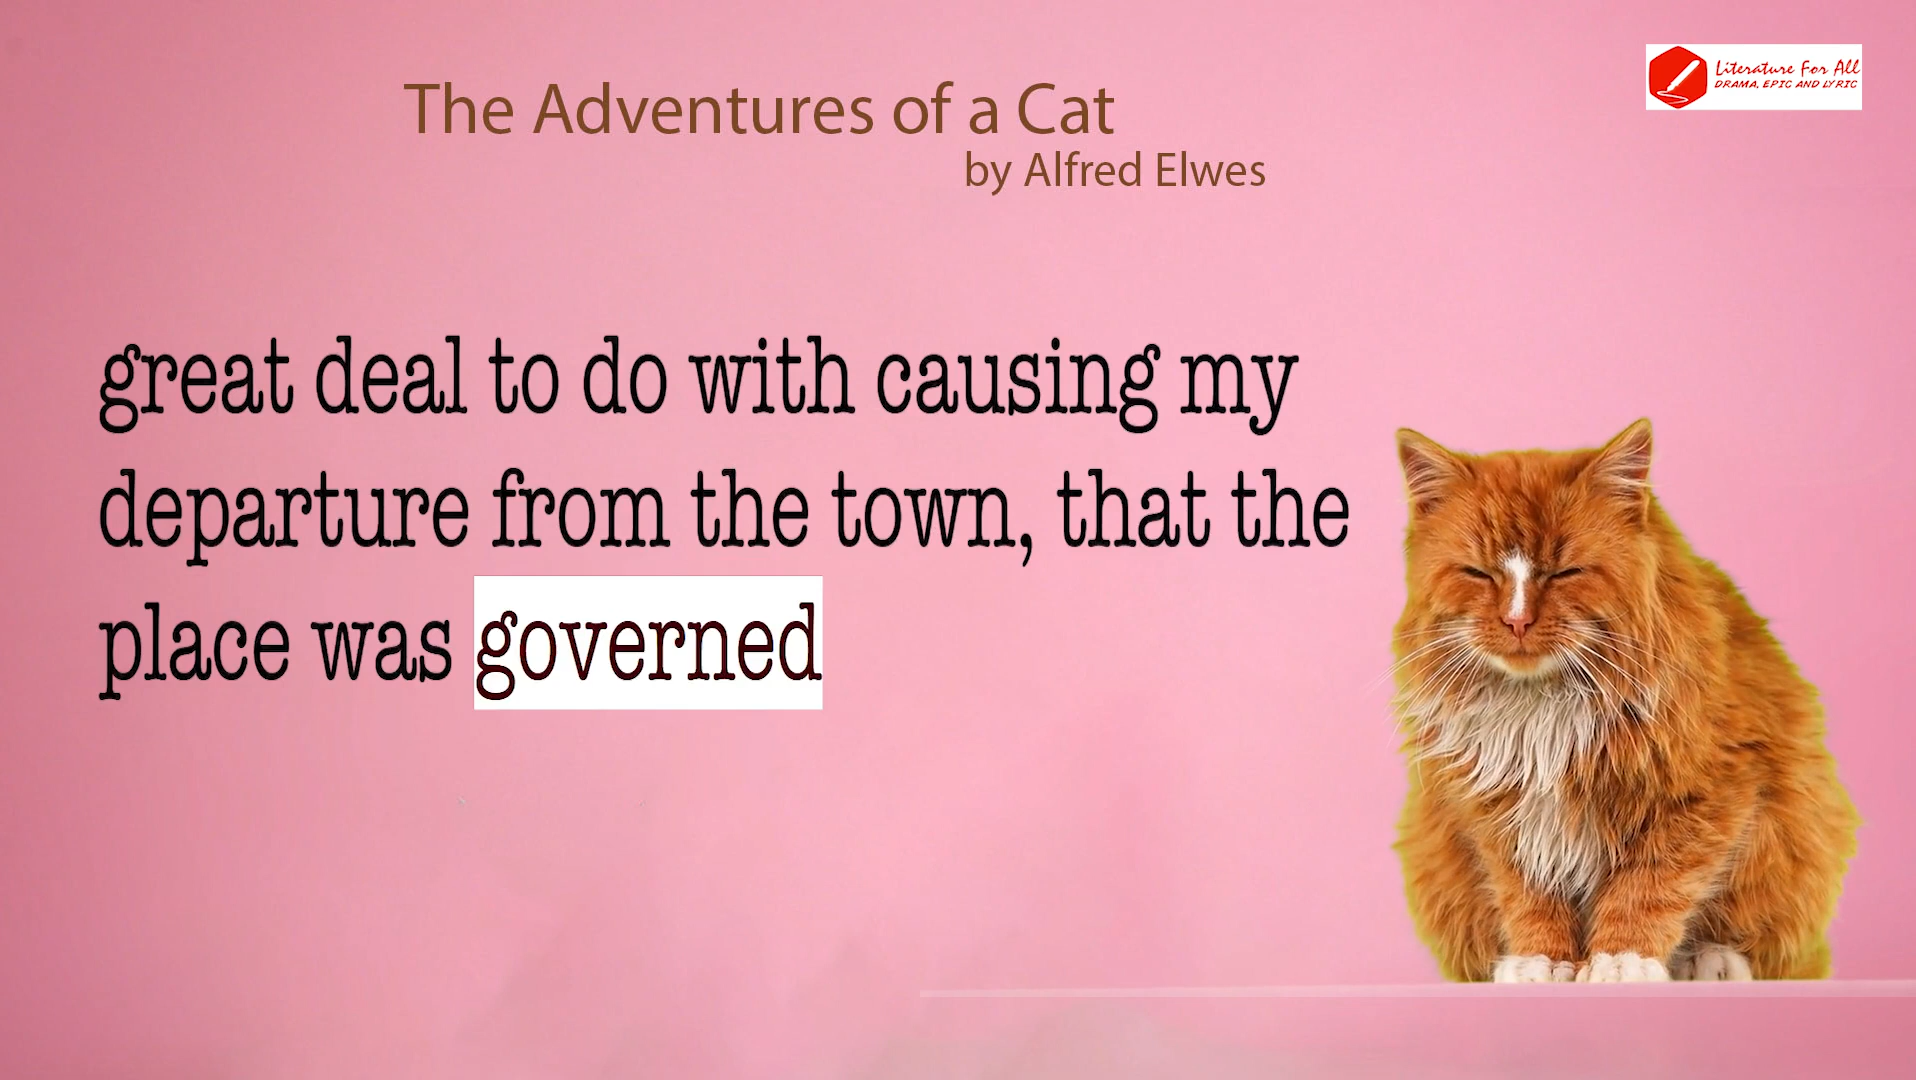 The Adventures of a Cat
by Alfred Elwes
Literature For All
DRAMA, EPIC AND LYRIC
great deal to do with causing my
departure from the town, that the
place was governed